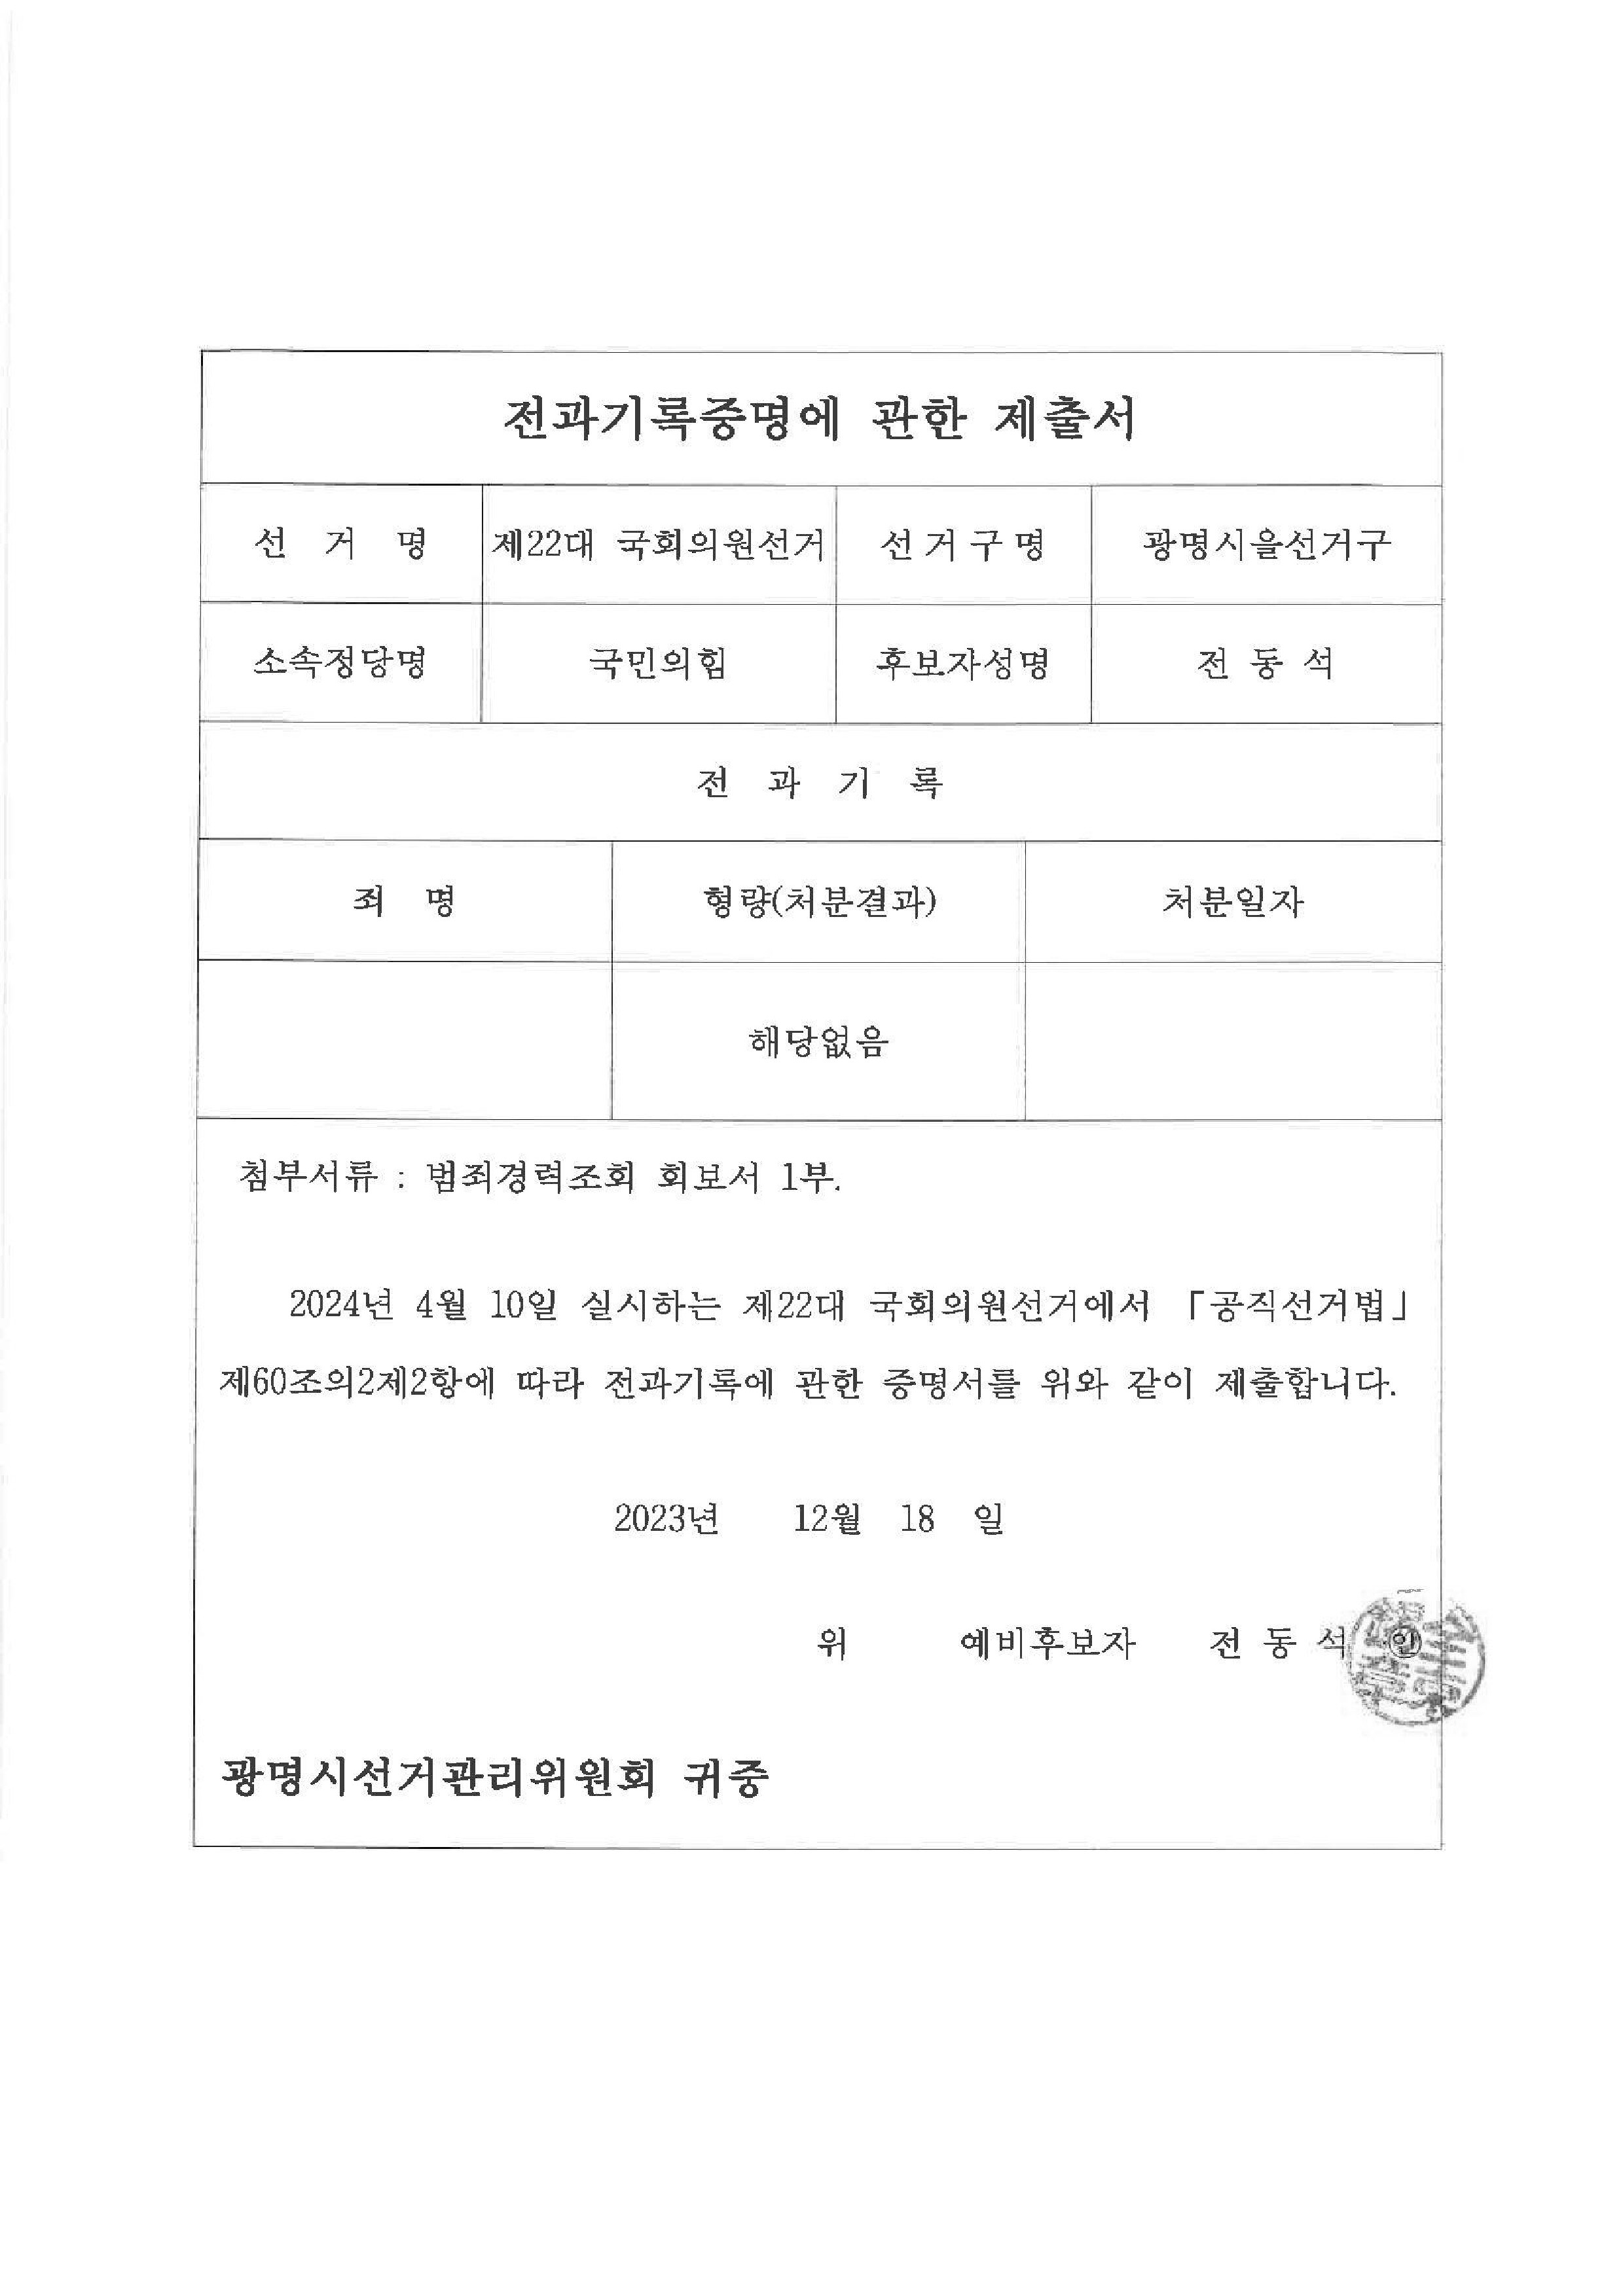 전과기록증명에 관한 제출서
선 거 명 제22대 국회의원선거 선거구명 광명시을선거구
소속정당명 국민의힘 후보자성명 전 동 석
전 과 기 록
죄 명 형량(처분결과) 처분일자
해당없음
첨부서류 : 범죄경력조회 회보서 1부.
2024년 4월 10일 실시하는 제22대 국회의원선거에서 「공직선거법」
제60조의2제2항에 따라 전과기록에 관한 증명서를 위와 같이 제출합니다.
2023년 12월 18 일
위 예비후보자 전 동 석 ㊞
광명시선거관리위원회 귀중